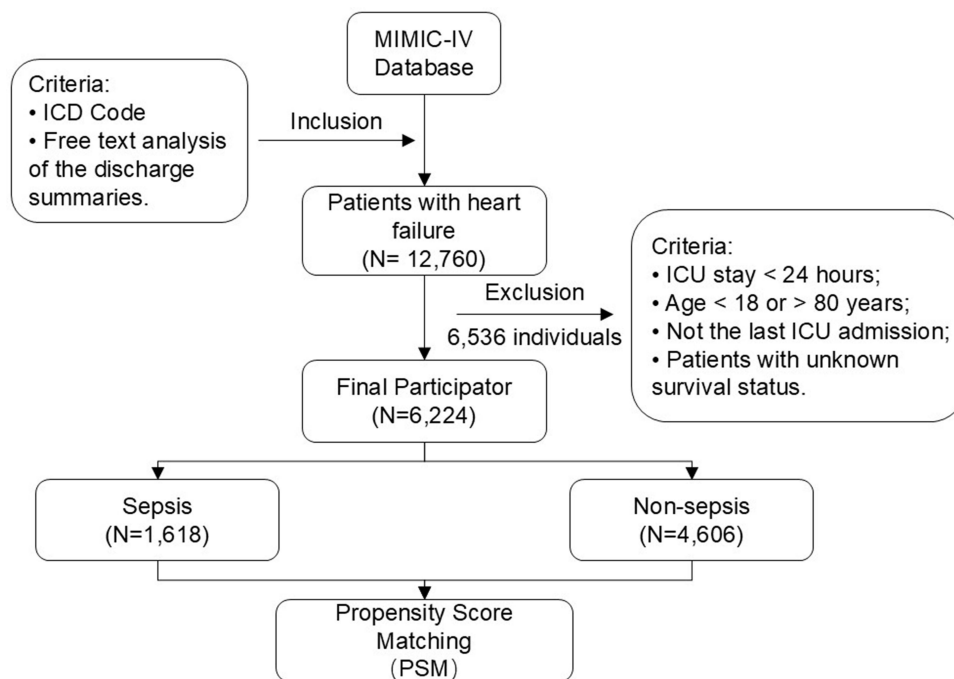 MIMIC-IV
Database
Criteria:
• ICD Code
• Free text analysis
of the discharge
summaries.
Inclusion
Patients with heart
failure
(N= 12,760)
Exclusion
6,536 individuals
Criteria:
• ICU stay < 24 hours;
• Age < 18 or > 80 years;
• Not the last ICU admission;
• Patients with unknown
survival status.
Final Participator
(N=6,224)
Sepsis
(N=1,618)
Non-sepsis
(N=4,606)
Propensity Score
Matching
（PSM）